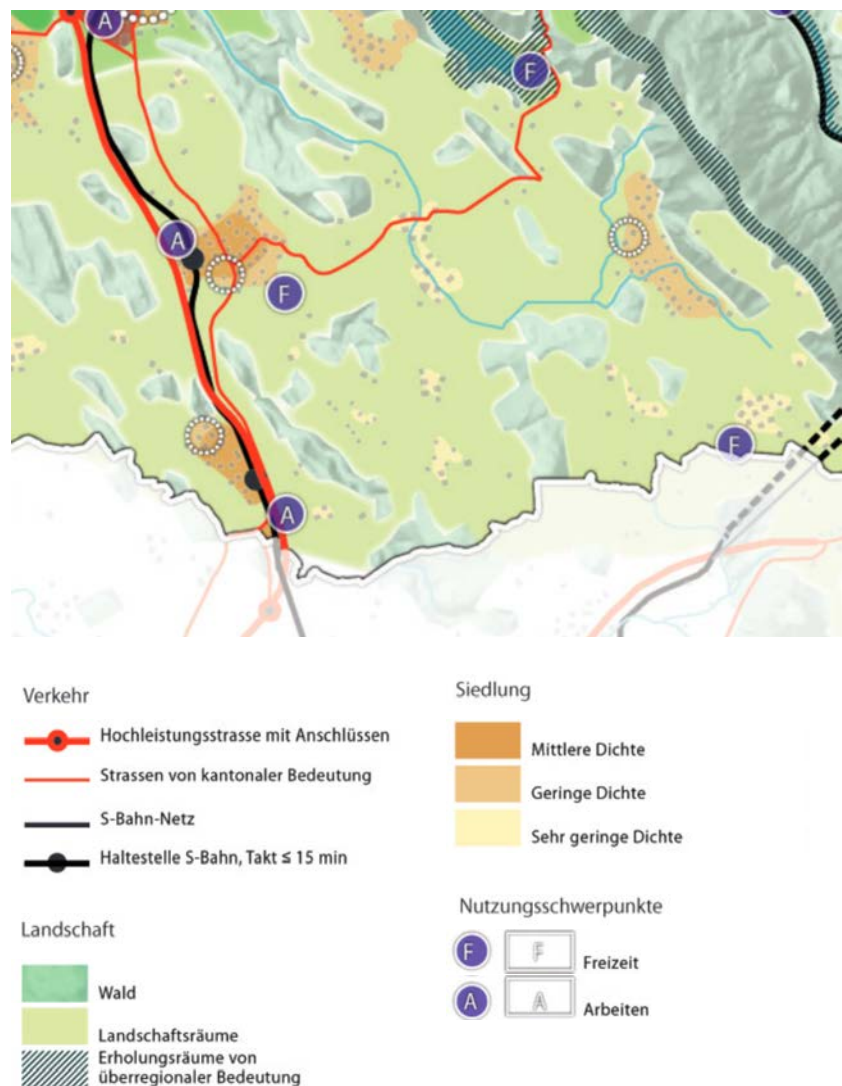 A
F
A
F
F
A
Verkehr
Hochleistungsstrasse mit Anschlüssen
Strassen von kantonaler Bedeutung
S-Bahn-Netz
Haltestelle S-Bahn, Takt ≤ 15 min
Landschaft
Wald
Landschaftsräume
Erholungsräume von
überregionaler Bedeutung
Siedlung
Mittlere Dichte
Geringe Dichte
Sehr geringe Dichte
Nutzungsschwerpunkte
F F Freizeit
A A Arbeiten